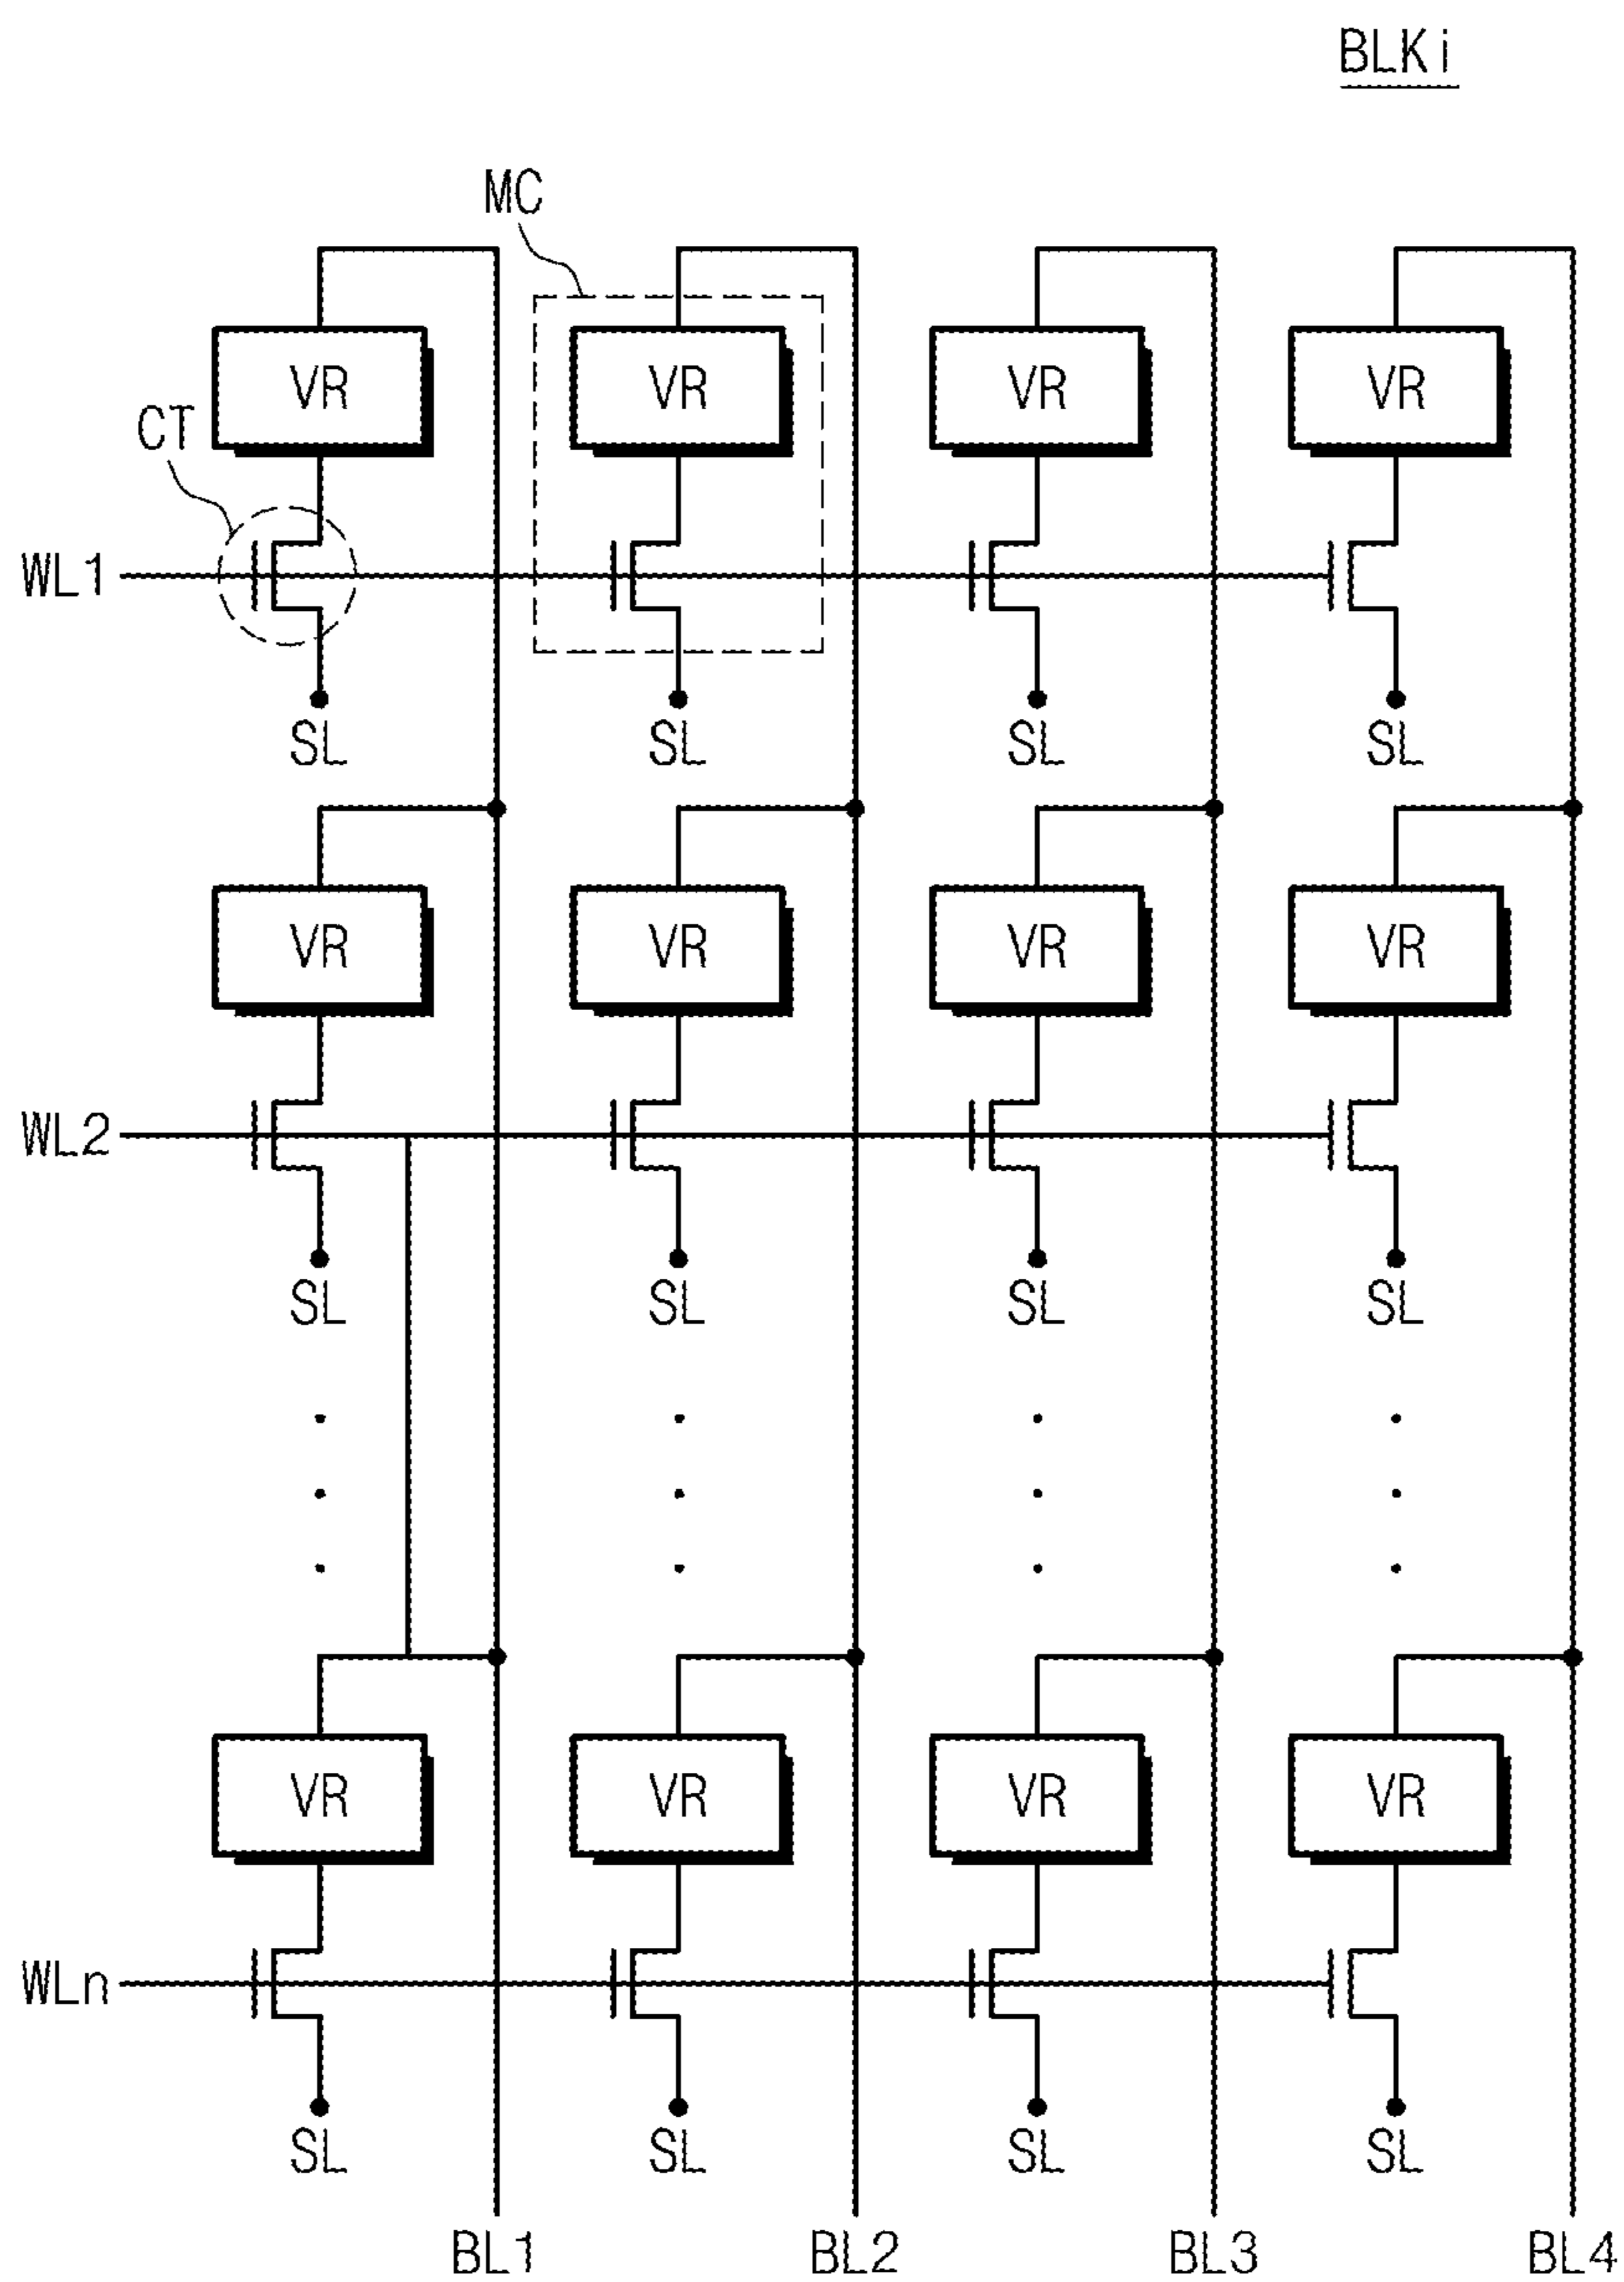 BLKi
MC
VR VR VR VR
CT
WL1
SL SL SL SL
VR VR VR VR
WL2
SL SL SL SL
VR VR VR VR
WLn
SL SL SL SL
BL1 BL2 BL3 BL4